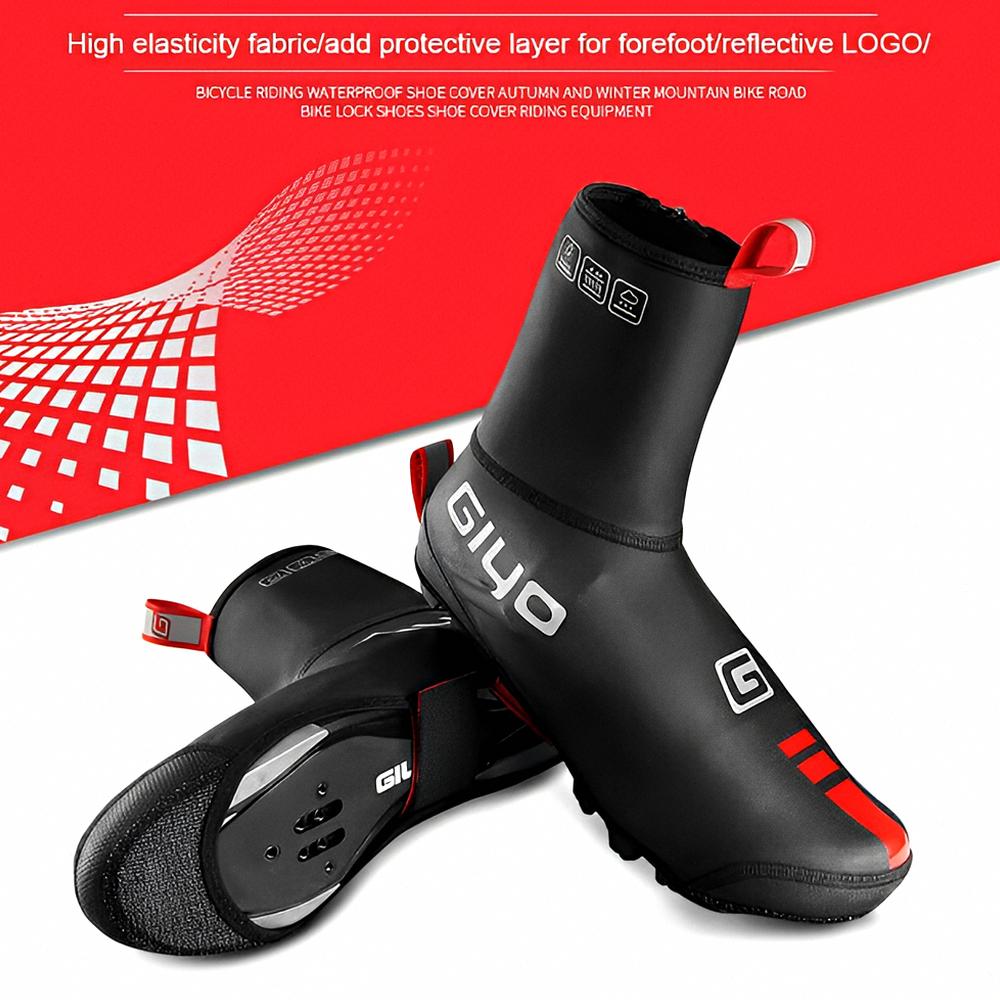 High elasticity fabric/add protective layer for forefoot/reflective LOGO/
BICYCLE RIDING WATERPROOF SHOE COVER AUTUMN AND WINTER MOUNTAIN BIKE ROAD
BIKE LOCK SHOES SHOE COVER RIDING EQUIPMENT
GIYO
G
G
GIL